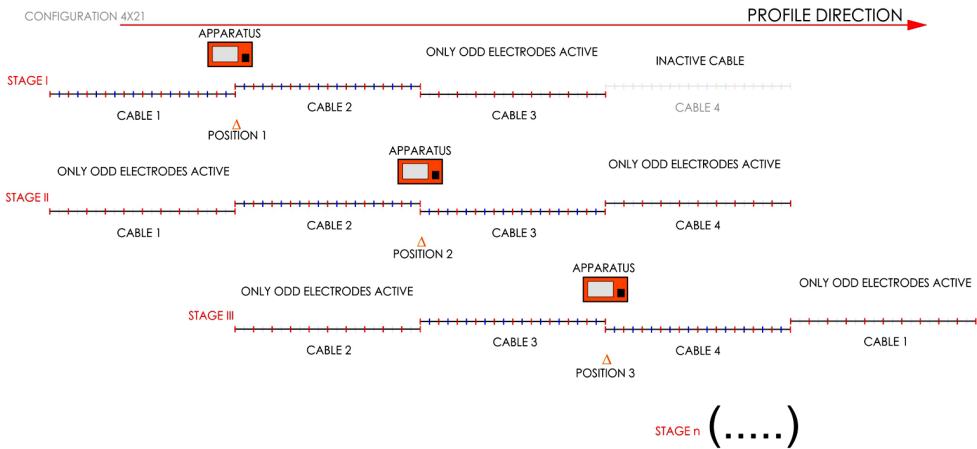 CONFIGURATION 4X21
PROFILE DIRECTION
APPARATUS
ONLY ODD ELECTRODES ACTIVE
INACTIVE CABLE
STAGE I
CABLE 1
CABLE 2
CABLE 3
CABLE 4
Δ
POSITION 1
APPARATUS
ONLY ODD ELECTRODES ACTIVE
ONLY ODD ELECTRODES ACTIVE
STAGE II
CABLE 1
CABLE 2
CABLE 3
CABLE 4
Δ
POSITION 2
APPARATUS
ONLY ODD ELECTRODES ACTIVE
ONLY ODD ELECTRODES ACTIVE
STAGE III
CABLE 2
CABLE 3
CABLE 4
CABLE 1
Δ
POSITION 3
STAGE n (.....)